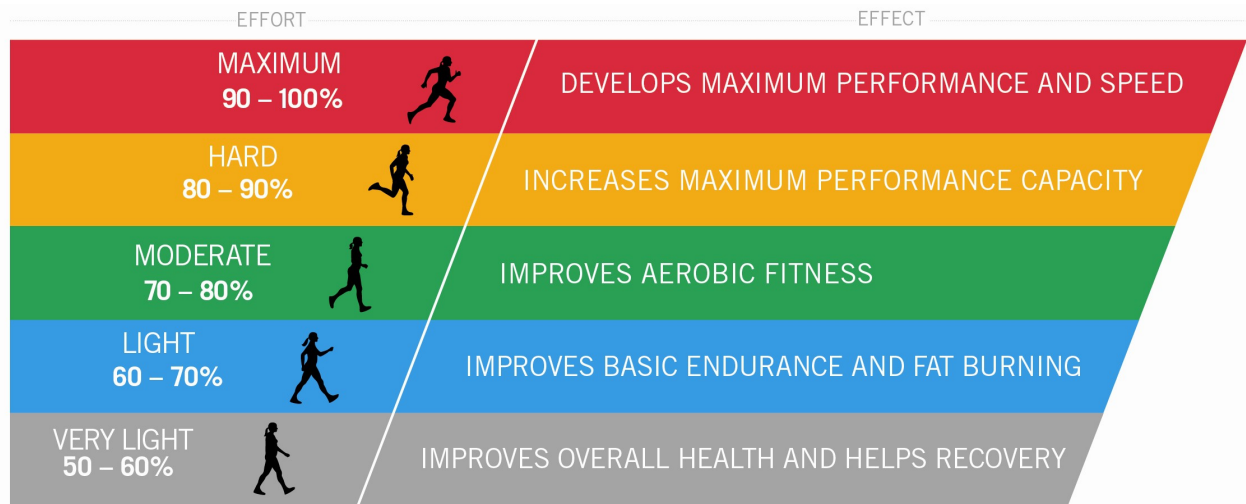 EFFORT
EFFECT
MAXIMUM
90 – 100%
DEVELOPS MAXIMUM PERFORMANCE AND SPEED
HARD
80 – 90%
INCREASES MAXIMUM PERFORMANCE CAPACITY
MODERATE
70 – 80%
IMPROVES AEROBIC FITNESS
LIGHT
60 – 70%
IMPROVES BASIC ENDURANCE AND FAT BURNING
VERY LIGHT
50 – 60%
IMPROVES OVERALL HEALTH AND HELPS RECOVERY